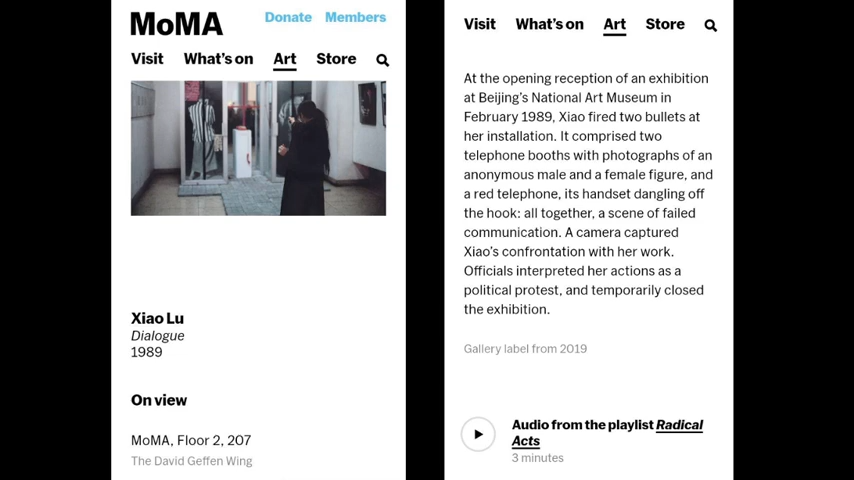 MoMA
Donate Members
Visit What's on Art Store
Xiao Lu
Dialogue
1989
On view
MoMA, Floor 2, 207
The David Geffen Wing
Visit What's on Art Store
At the opening reception of an exhibition
at Beijing's National Art Museum in
February 1989, Xiao fired two bullets at
her installation. It comprised two
telephone booths with photographs of an
anonymous male and a female figure, and
a red telephone, its handset dangling off
the hook: all together, a scene of failed
communication. A camera captured
Xiao's confrontation with her work.
Officials interpreted her actions as a
political protest, and temporarily closed
the exhibition.
Gallery label from 2019
Audio from the playlist Radical
Acts
3 minutes